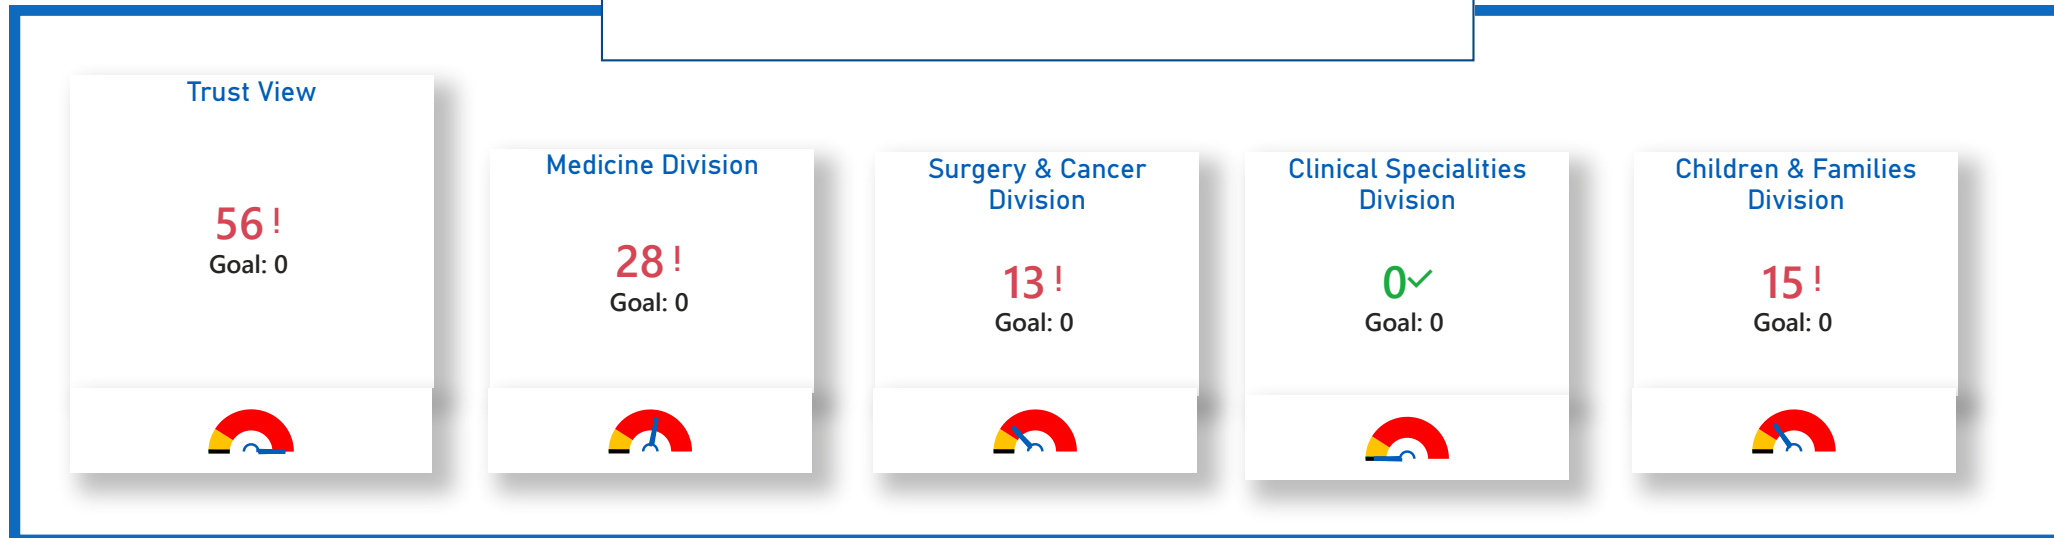 Trust View
56 !
Goal: 0
Medicine Division
28 !
Goal: 0
Surgery & Cancer
Division
13 !
Goal: 0
Clinical Specialities
Division
0✓
Goal: 0
Children & Families
Division
15 !
Goal: 0